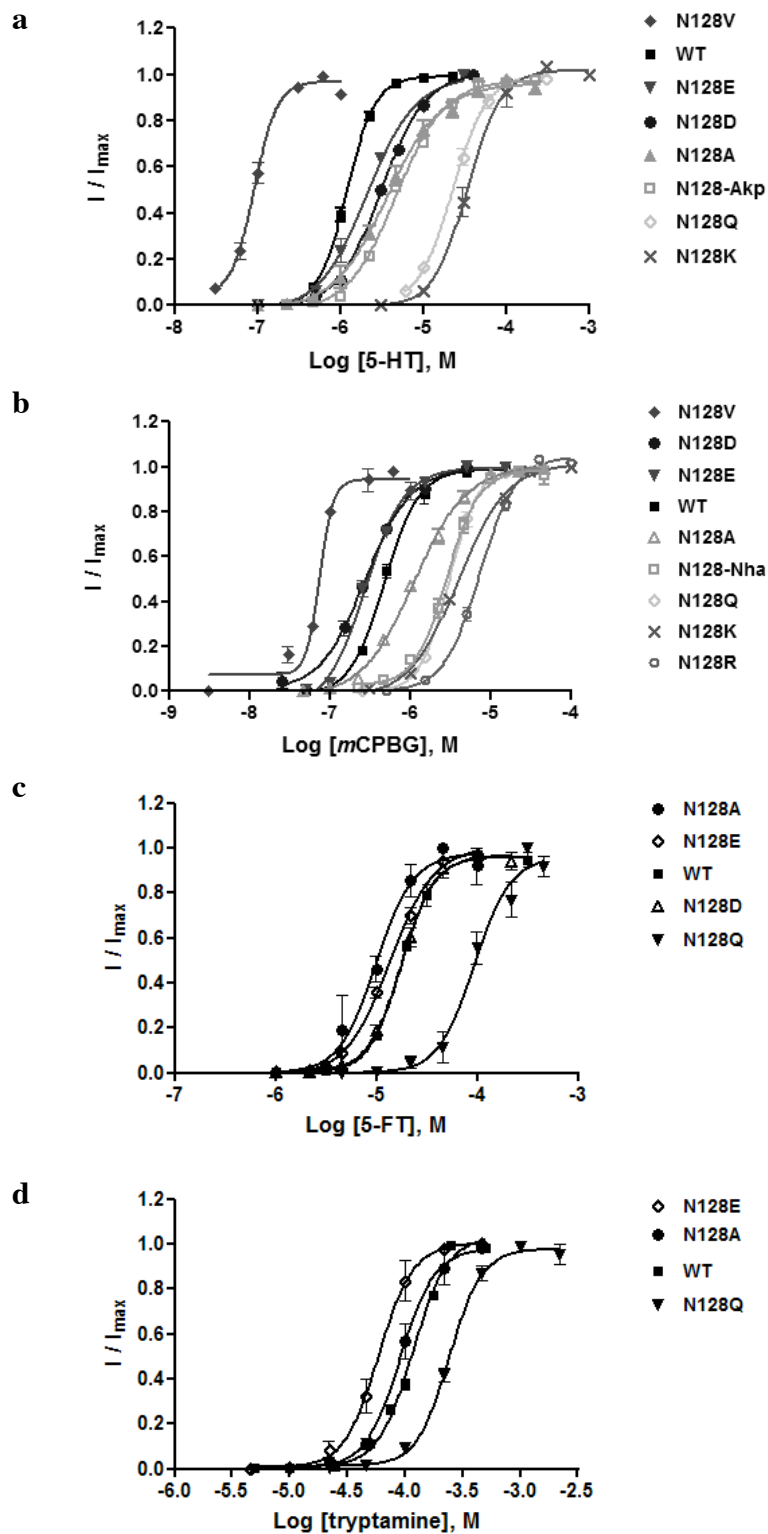 a
I / Imax
1.2
1.0
0.8
0.6
0.4
0.2
0.0
-8 -7 -6 -5 -4 -3
Log [5-HT], M
N128V
WT
N128E
N128D
N128A
N128-Akp
N128Q
N128K
b
I / Imax
1.2
1.0
0.8
0.6
0.4
0.2
0.0
-9 -8 -7 -6 -5 -4
Log [mCPBG], M
N128V
N128D
N128E
WT
N128A
N128-Nha
N128Q
N128K
N128R
c
I / Imax
1.2
1.0
0.8
0.6
0.4
0.2
0.0
-7 -6 -5 -4 -3
Log [5-FT], M
N128A
N128E
WT
N128D
N128Q
d
I / Imax
1.2
1.0
0.8
0.6
0.4
0.2
0.0
-6.0 -5.5 -5.0 -4.5 -4.0 -3.5 -3.0 -2.5
Log [tryptamine], M
N128E
N128A
WT
N128Q